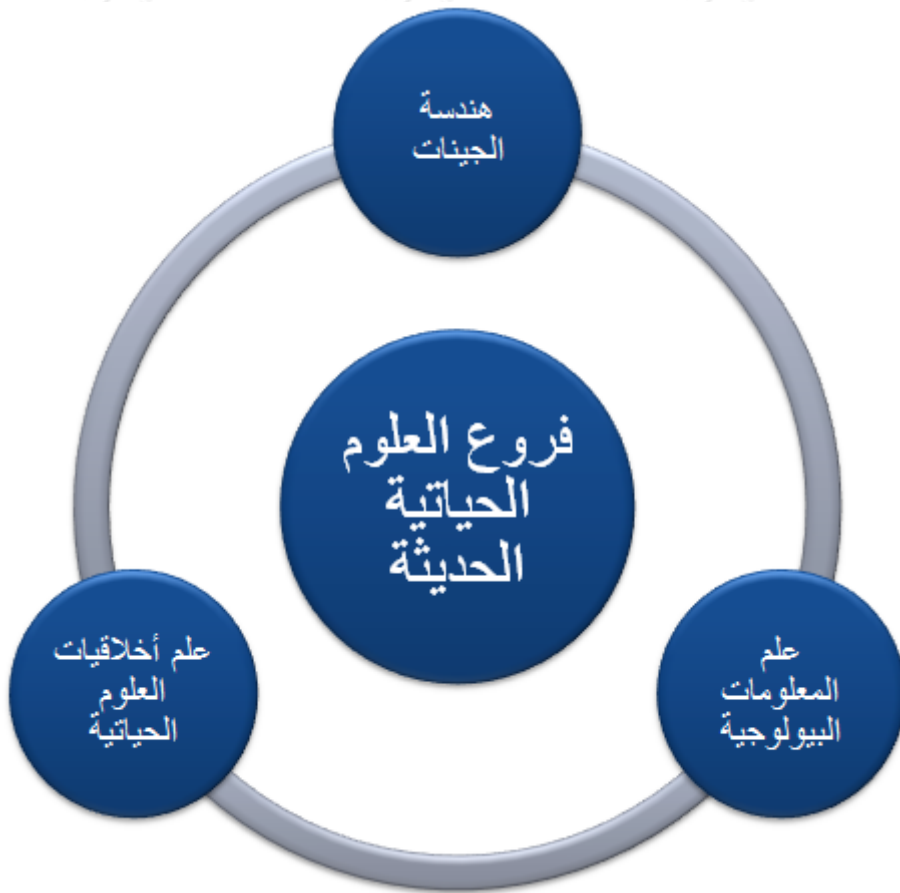 هندسة
الجينات
فروع العلوم
الحياتية
الحديثة
علم
المعلومات
البيولوجية
علم أخلاقيات
العلوم
الحياتية